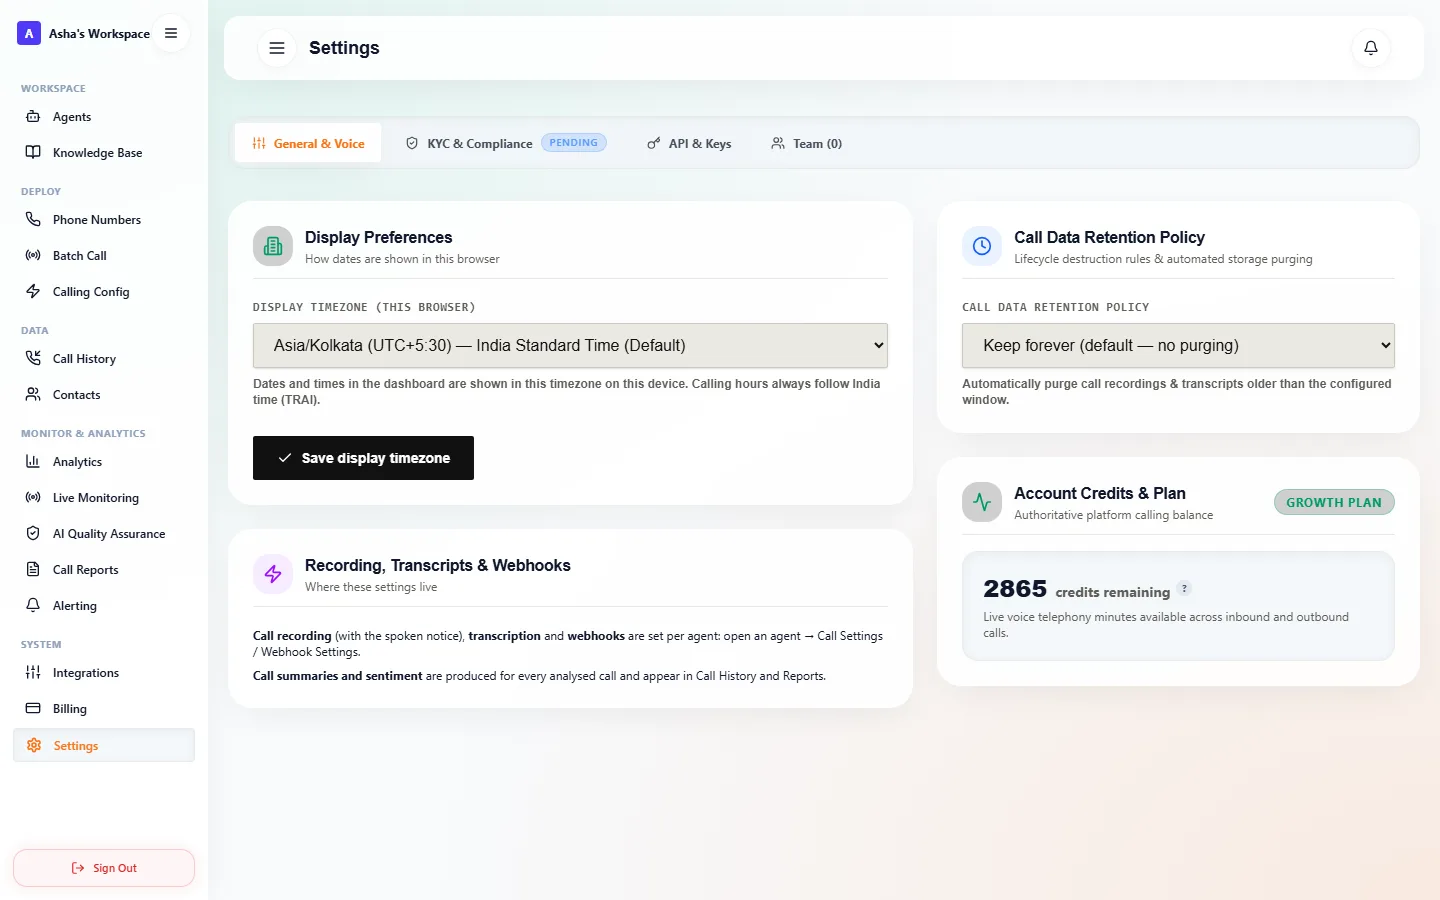 A Asha's Workspace
WORKSPACE
Agents
Knowledge Base
DEPLOY
Phone Numbers
Batch Call
Calling Config
DATA
Call History
Contacts
MONITOR & ANALYTICS
Analytics
Live Monitoring
AI Quality Assurance
Call Reports
Alerting
SYSTEM
Integrations
Billing
Settings
Sign Out
Settings
General & Voice
KYC & Compliance PENDING
API & Keys
Team (0)
Display Preferences
How dates are shown in this browser
DISPLAY TIMEZONE (THIS BROWSER)
Asia/Kolkata (UTC+5:30) — India Standard Time (Default)
Dates and times in the dashboard are shown in this timezone on this device. Calling hours always follow India
time (TRAI).
Save display timezone
Recording, Transcripts & Webhooks
Where these settings live
Call recording (with the spoken notice), transcription and webhooks are set per agent: open an agent → Call Settings
/ Webhook Settings.
Call summaries and sentiment are produced for every analysed call and appear in Call History and Reports.
Call Data Retention Policy
Lifecycle destruction rules & automated storage purging
CALL DATA RETENTION POLICY
Keep forever (default — no purging)
Automatically purge call recordings & transcripts older than the configured
window.
Account Credits & Plan
Authoritative platform calling balance
GROWTH PLAN
2865 credits remaining ?
Live voice telephony minutes available across inbound and outbound
calls.